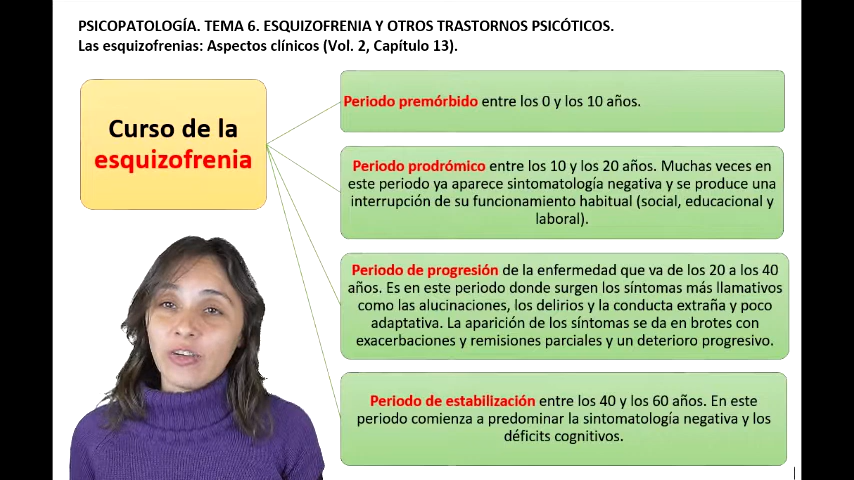 PSICOPATOLOGÍA. TEMA 6. ESQUIZOFRENIA Y OTROS TRASTORNOS PSICÓTICOS.
Las esquizofrenias: Aspectos clínicos (Vol. 2, Capítulo 13).
Curso de la
esquizofrenia
Periodo premórbido entre los 0 y los 10 años.
Periodo prodrómico entre los 10 y los 20 años. Muchas veces en
este periodo ya aparece sintomatología negativa y se produce una
interrupción de su funcionamiento habitual (social, educacional y
laboral).
Periodo de progresión de la enfermedad que va de los 20 a los 40
años. Es en este periodo donde surgen los síntomas más llamativos
como las alucinaciones, los delirios y la conducta extraña y poco
adaptativa. La aparición de los síntomas se da en brotes con
exacerbaciones y remisiones parciales y un deterioro progresivo.
Periodo de estabilización entre los 40 y los 60 años. En este
periodo comienza a predominar la sintomatología negativa y los
déficits cognitivos.